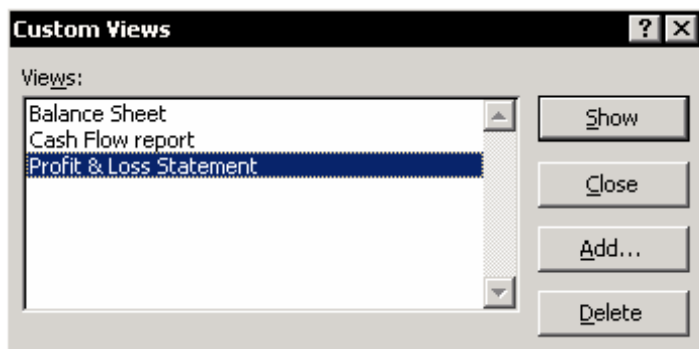 Custom Views
Views:
Balance Sheet
Cash Flow report
Profit & Loss Statement
Show
Close
Add...
Delete